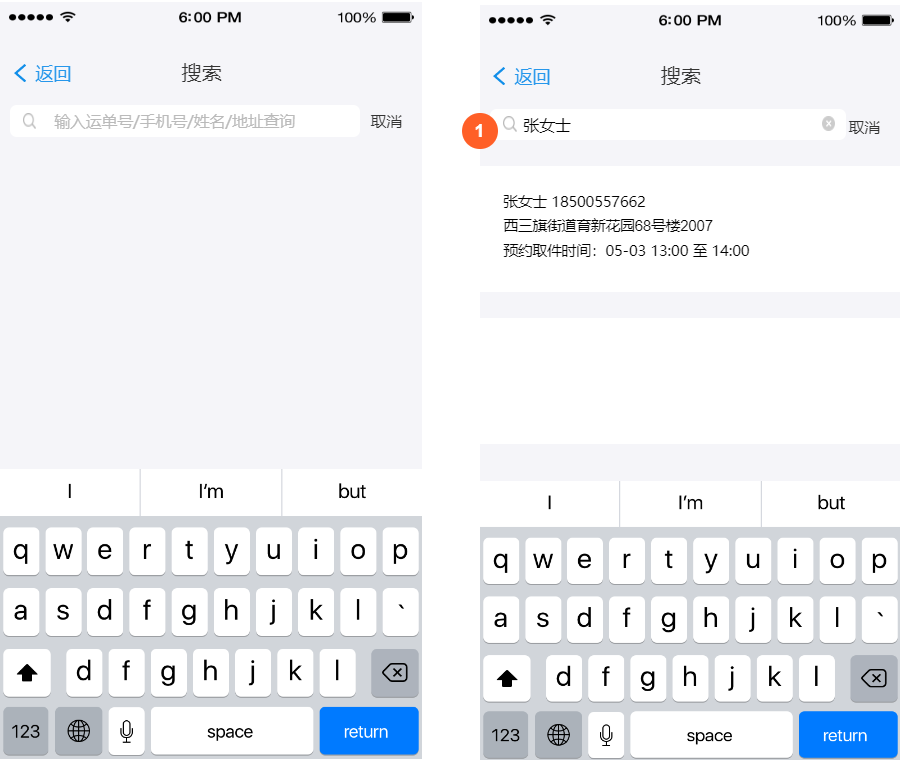 6:00 PM 100%
返回 搜索
输入运单号/手机号/姓名/地址查询 取消
I I'm but
q w e r t y u i o p
a s d f g h j k l `
d f g h j k l
123 space return
6:00 PM 100%
返回 搜索
1 张女士 取消
张女士 18500557662
西三旗街道育新花园68号楼2007
预约取件时间：05-03 13:00 至 14:00
I I'm but
q w e r t y u i o p
a s d f g h j k l `
d f g h j k l
123 space return